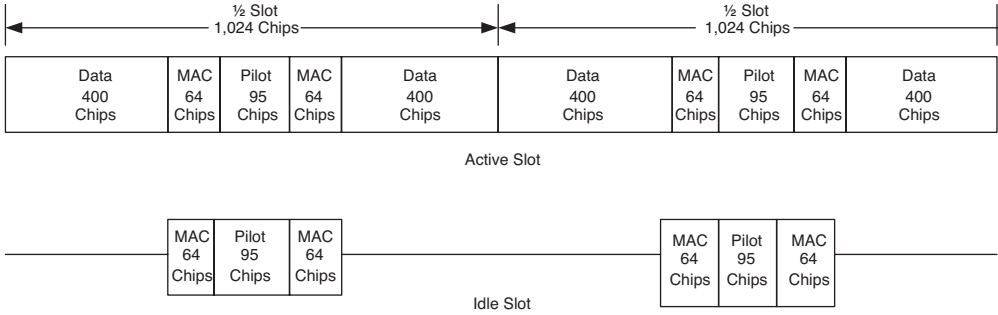 ½ Slot
1,024 Chips
½ Slot
1,024 Chips
Data
400
Chips
MAC
64
Chips
Pilot
95
Chips
MAC
64
Chips
Data
400
Chips
Data
400
Chips
MAC
64
Chips
Pilot
95
Chips
MAC
64
Chips
Data
400
Chips
Active Slot
MAC
64
Chips
Pilot
95
Chips
MAC
64
Chips
MAC
64
Chips
Pilot
95
Chips
MAC
64
Chips
Idle Slot